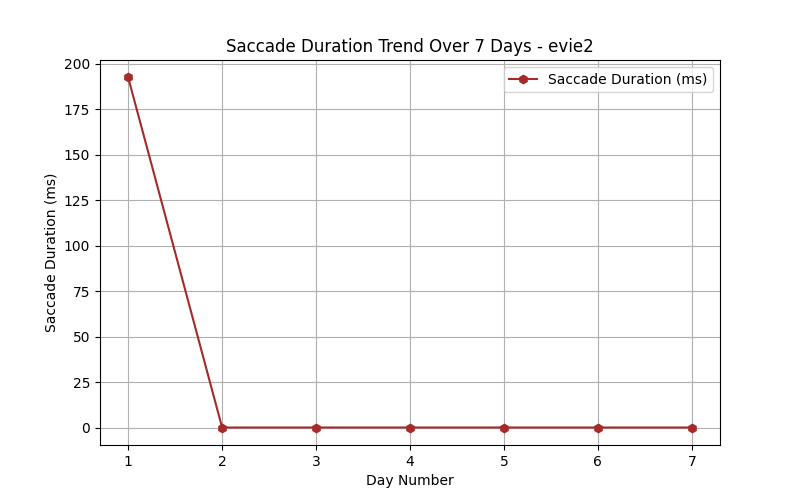 Saccade Duration Trend Over 7 Days - evie2
Saccade Duration (ms)
Saccade Duration (ms)
200
175
150
125
100
75
50
25
0
1 2 3 4 5 6 7
Day Number